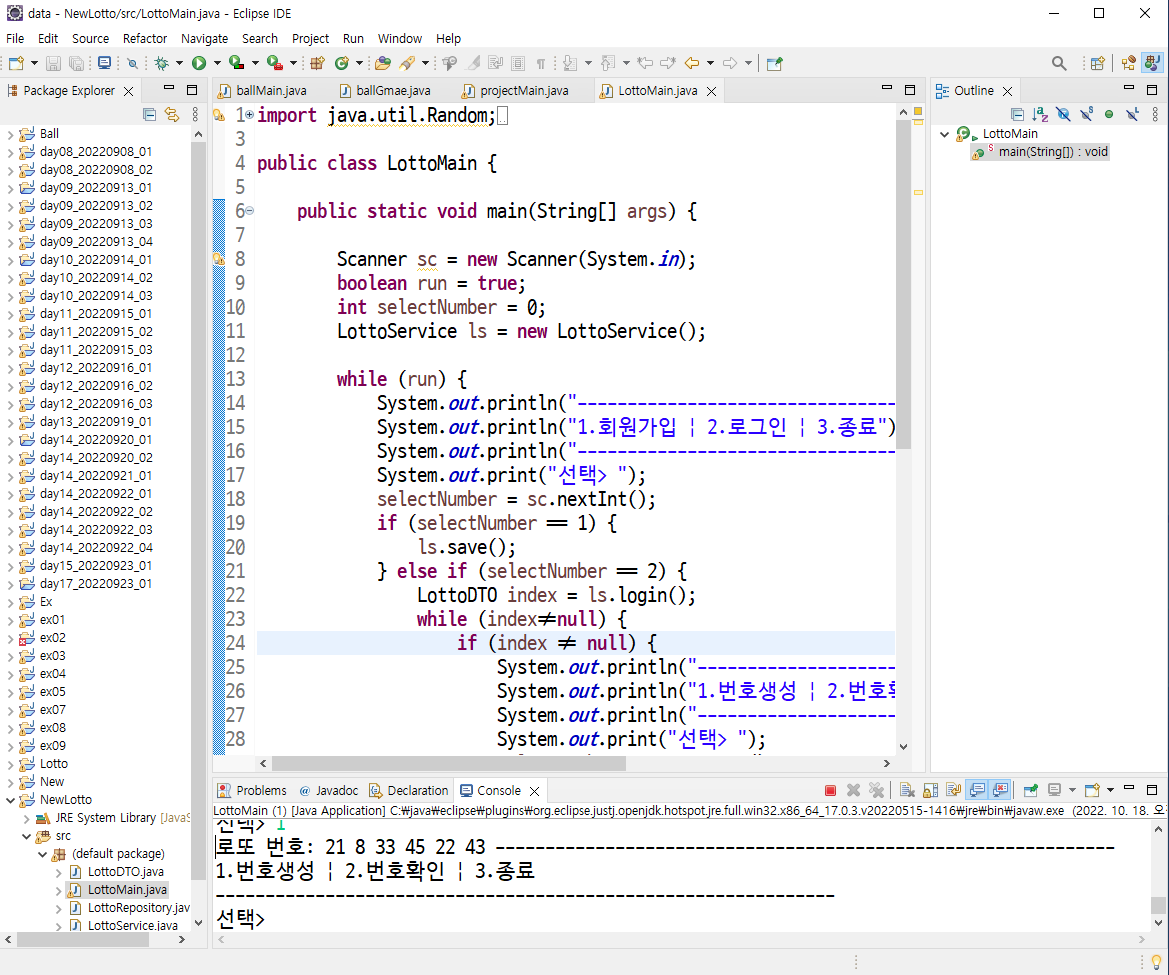 data - NewLotto/src/LottoMain.java - Eclipse IDE
File Edit Source Refactor Navigate Search Project Run Window Help
Package Explorer
Ball
day08_20220908_01
day08_20220908_02
day09_20220913_01
day09_20220913_02
day09_20220913_03
day09_20220913_04
day10_20220914_01
day10_20220914_02
day10_20220914_03
day11_20220915_01
day11_20220915_02
day11_20220915_03
day12_20220916_01
day12_20220916_02
day12_20220916_03
day13_20220919_01
day14_20220920_01
day14_20220920_02
day14_20220921_01
day14_20220922_01
day14_20220922_02
day14_20220922_03
day14_20220922_04
day15_20220923_01
day17_20220923_01
Ex
ex01
ex02
ex03
ex04
ex05
ex07
ex08
ex09
Lotto
New
NewLotto
JRE System Library [JavaS
src
(default package)
LottoDTO.java
LottoMain.java
LottoRepository.jav
LottoService.java
ballMain.java ballGmae.java projectMain.java LottoMain.java
1 import java.util.Random;
3
4 public class LottoMain {
5
6 public static void main(String[] args) {
7
8 Scanner sc = new Scanner(System.in);
9 boolean run = true;
10 int selectNumber = 0;
11 LottoService ls = new LottoService();
12
13 while (run) {
14 System.out.println("--------------------------------
15 System.out.println("1.회원가입 ¦ 2.로그인 ¦ 3.종료")
16 System.out.println("--------------------------------
17 System.out.print("선택> ");
18 selectNumber = sc.nextInt();
19 if (selectNumber == 1) {
20 ls.save();
21 } else if (selectNumber == 2) {
22 LottoDTO index = ls.login();
23 while (index≠null) {
24 if (index ≠ null) {
25 System.out.println("--------------------
26 System.out.println("1.번호생성 ¦ 2.번호확
27 System.out.println("--------------------
28 System.out.print("선택> ");
Outline
LottoMain
main(String[]) : void
Problems Javadoc Declaration Console
LottoMain (1) [Java Application] C:₩java₩eclipse₩plugins₩org.eclipse.justj.openjdk.hotspot.jre.full.win32.x86_64_17.0.3.v20220515-1416₩jre₩bin₩javaw.exe (2022. 10. 18. 오
선택> 1
로또 번호: 21 8 33 45 22 43 --------------------------------------------------------------
1.번호생성 ¦ 2.번호확인 ¦ 3.종료
--------------------------------------------------------------
선택>